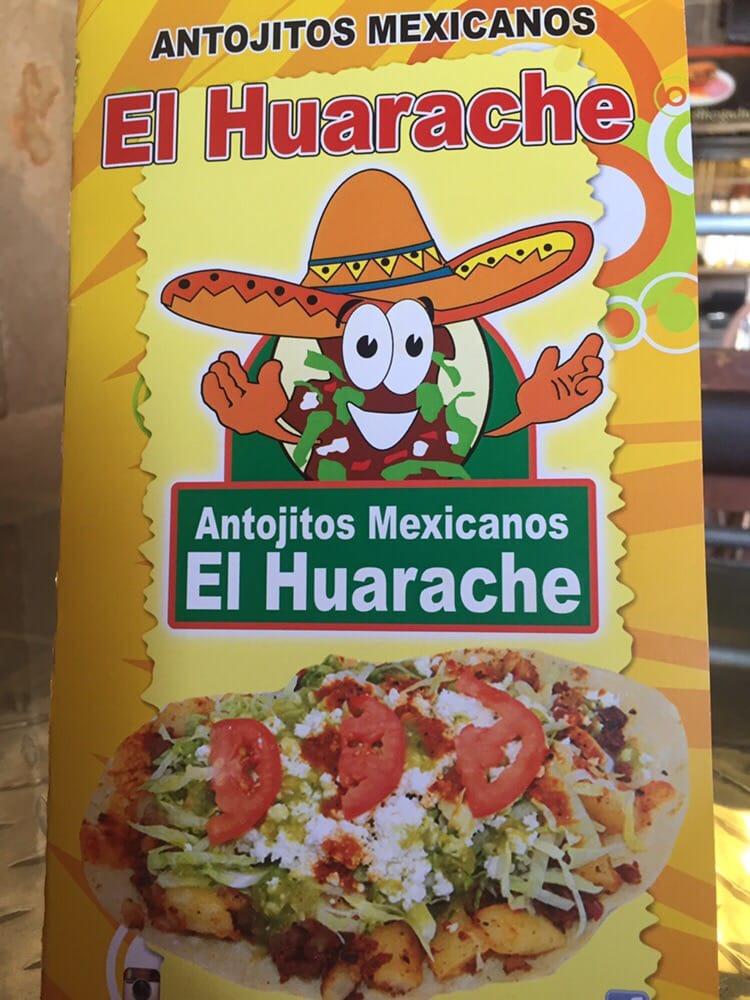 ANTOJITOS MEXICANOS
El Huarache
Antojitos Mexicanos
El Huarache